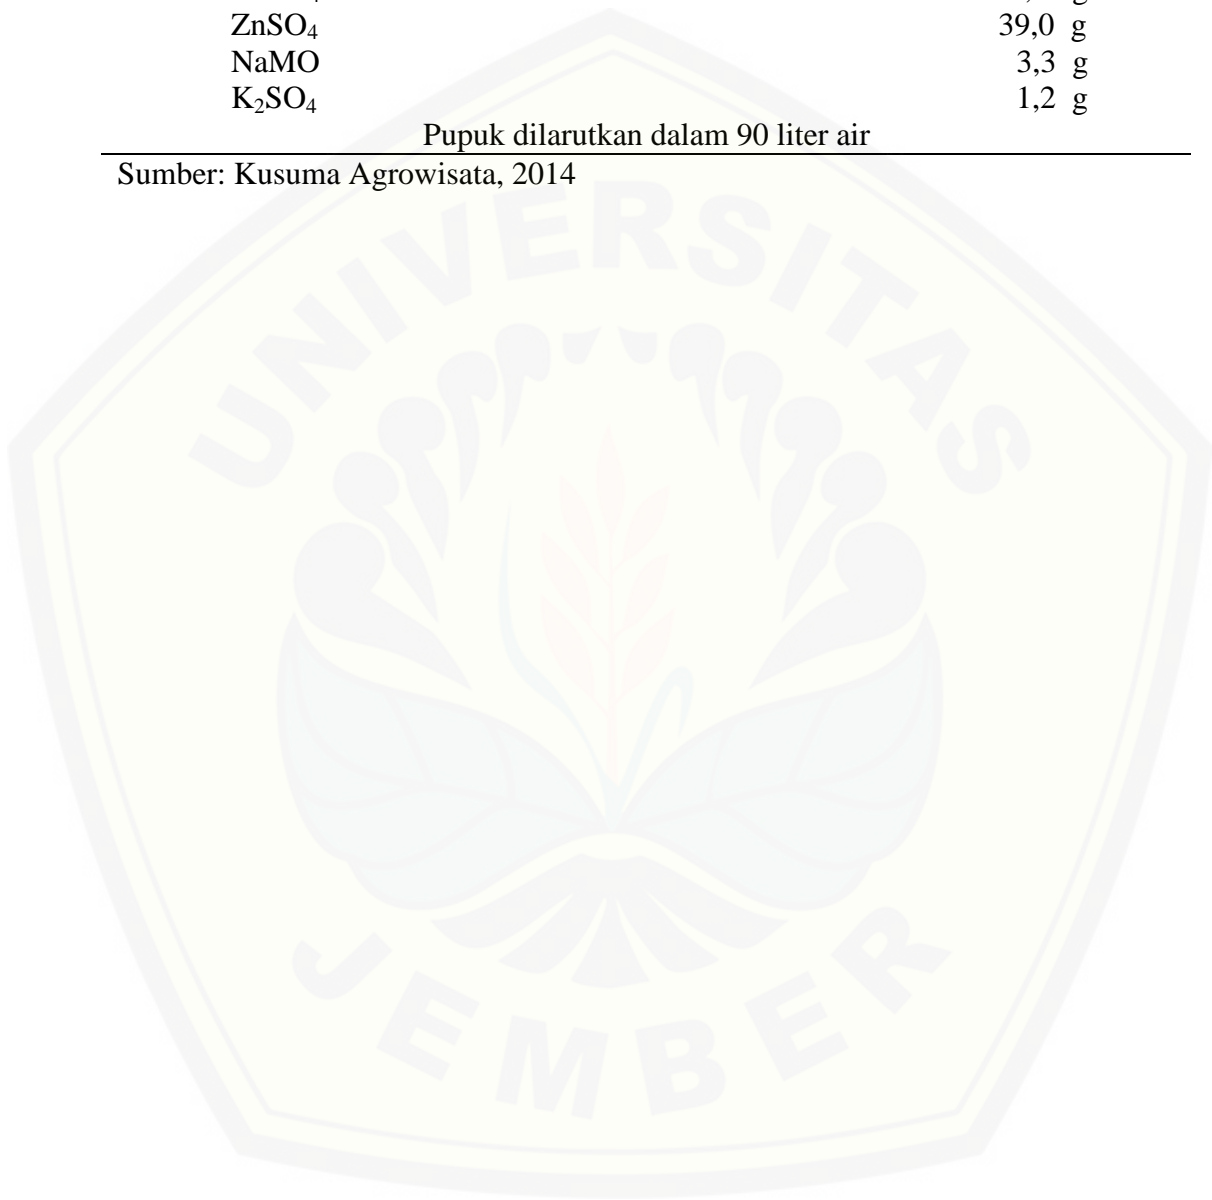 ZnSO₄ 39,0 g
NaMO 3,3 g
K₂SO₄ 1,2 g
Pupuk dilarutkan dalam 90 liter air
Sumber: Kusuma Agrowisata, 2014
UNIVERSITAS
JEMBER